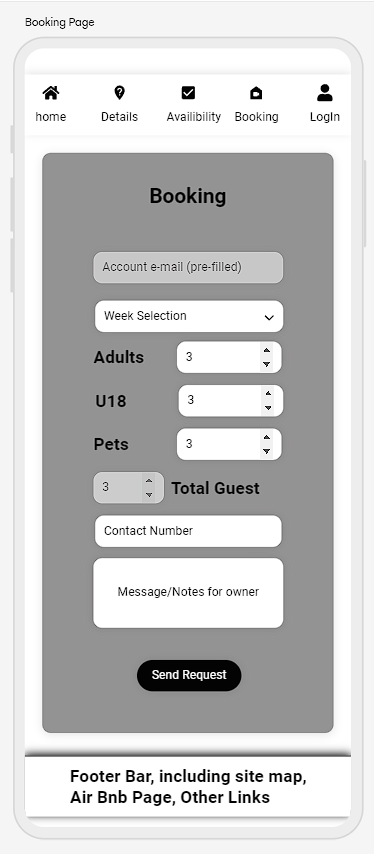 Booking Page
home Details Availibility Booking LogIn
Booking
Account e-mail (pre-filled)
Week Selection
Adults 3
U18 3
Pets 3
3 Total Guest
Contact Number
Message/Notes for owner
Send Request
Footer Bar, including site map,
Air Bnb Page, Other Links